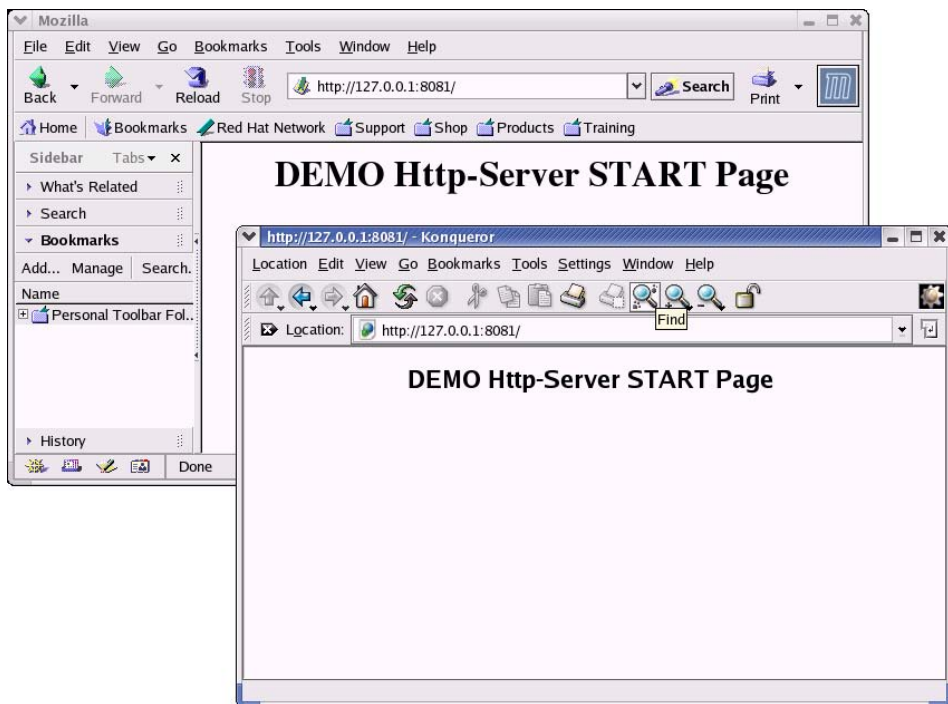 Mozilla
File Edit View Go Bookmarks Tools Window Help
Back Forward Reload Stop http://127.0.0.1:8081/ Search Print
Home Bookmarks Red Hat Network Support Shop Products Training
Sidebar Tabs
What's Related
Search
Bookmarks
Add... Manage Search.
Name
Personal Toolbar Fol..
History
Done
DEMO Http-Server START Page
http://127.0.0.1:8081/ - Konqueror
Location Edit View Go Bookmarks Tools Settings Window Help
Find
Location: http://127.0.0.1:8081/
DEMO Http-Server START Page